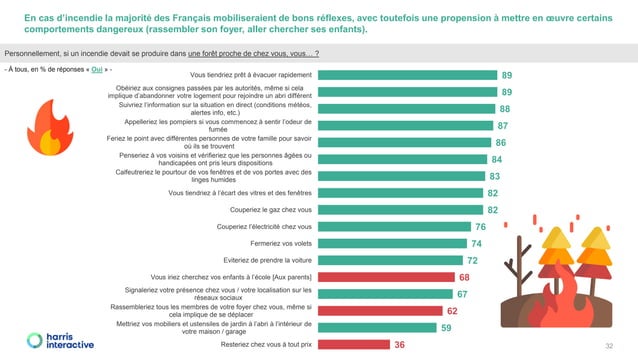 En cas d'incendie la majorité des Français mobiliseraient de bons réflexes, avec toutefois une propension à mettre en œuvre certains
comportements dangereux (rassembler son foyer, aller chercher ses enfants).
Personnellement, si un incendie devait se produire dans une forêt proche de chez vous, vous… ?
- À tous, en % de réponses « Oui » -
Vous tiendriez prêt à évacuer rapidement 89
Obéiriez aux consignes passées par les autorités, même si cela
implique d'abandonner votre logement pour rejoindre un abri différent 89
Suivriez l'information sur la situation en direct (conditions météos,
alertes info, etc.) 88
Appelleriez les pompiers si vous commencez à sentir l'odeur de
fumée 87
Feriez le point avec différentes personnes de votre famille pour savoir
où ils se trouvent 86
Penseriez à vos voisins et vérifieriez que les personnes âgées ou
handicapées ont pris leurs dispositions 84
Calfeutreriez le pourtour de vos fenêtres et de vos portes avec des
linges humides 83
Vous tiendriez à l'écart des vitres et des fenêtres 82
Couperiez le gaz chez vous 82
Couperiez l'électricité chez vous 76
Fermeriez vos volets 74
Eviteriez de prendre la voiture 72
Vous iriez cherchez vos enfants à l'école [Aux parents] 68
Signaleriez votre présence chez vous / votre localisation sur les
réseaux sociaux 67
Rassembleriez tous les membres de votre foyer chez vous, même si
cela implique de se déplacer 62
Mettriez vos mobiliers et ustensiles de jardin à l'abri à l'intérieur de
votre maison / garage 59
Resteriez chez vous à tout prix 36
harris
interactive
32